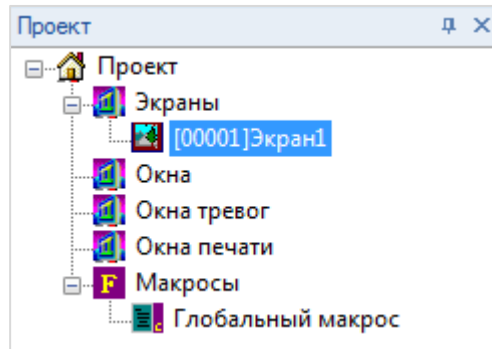 Проект
Проект
Экраны
[00001]Экран1
Окна
Окна тревог
Окна печати
F Макросы
Глобальный макрос